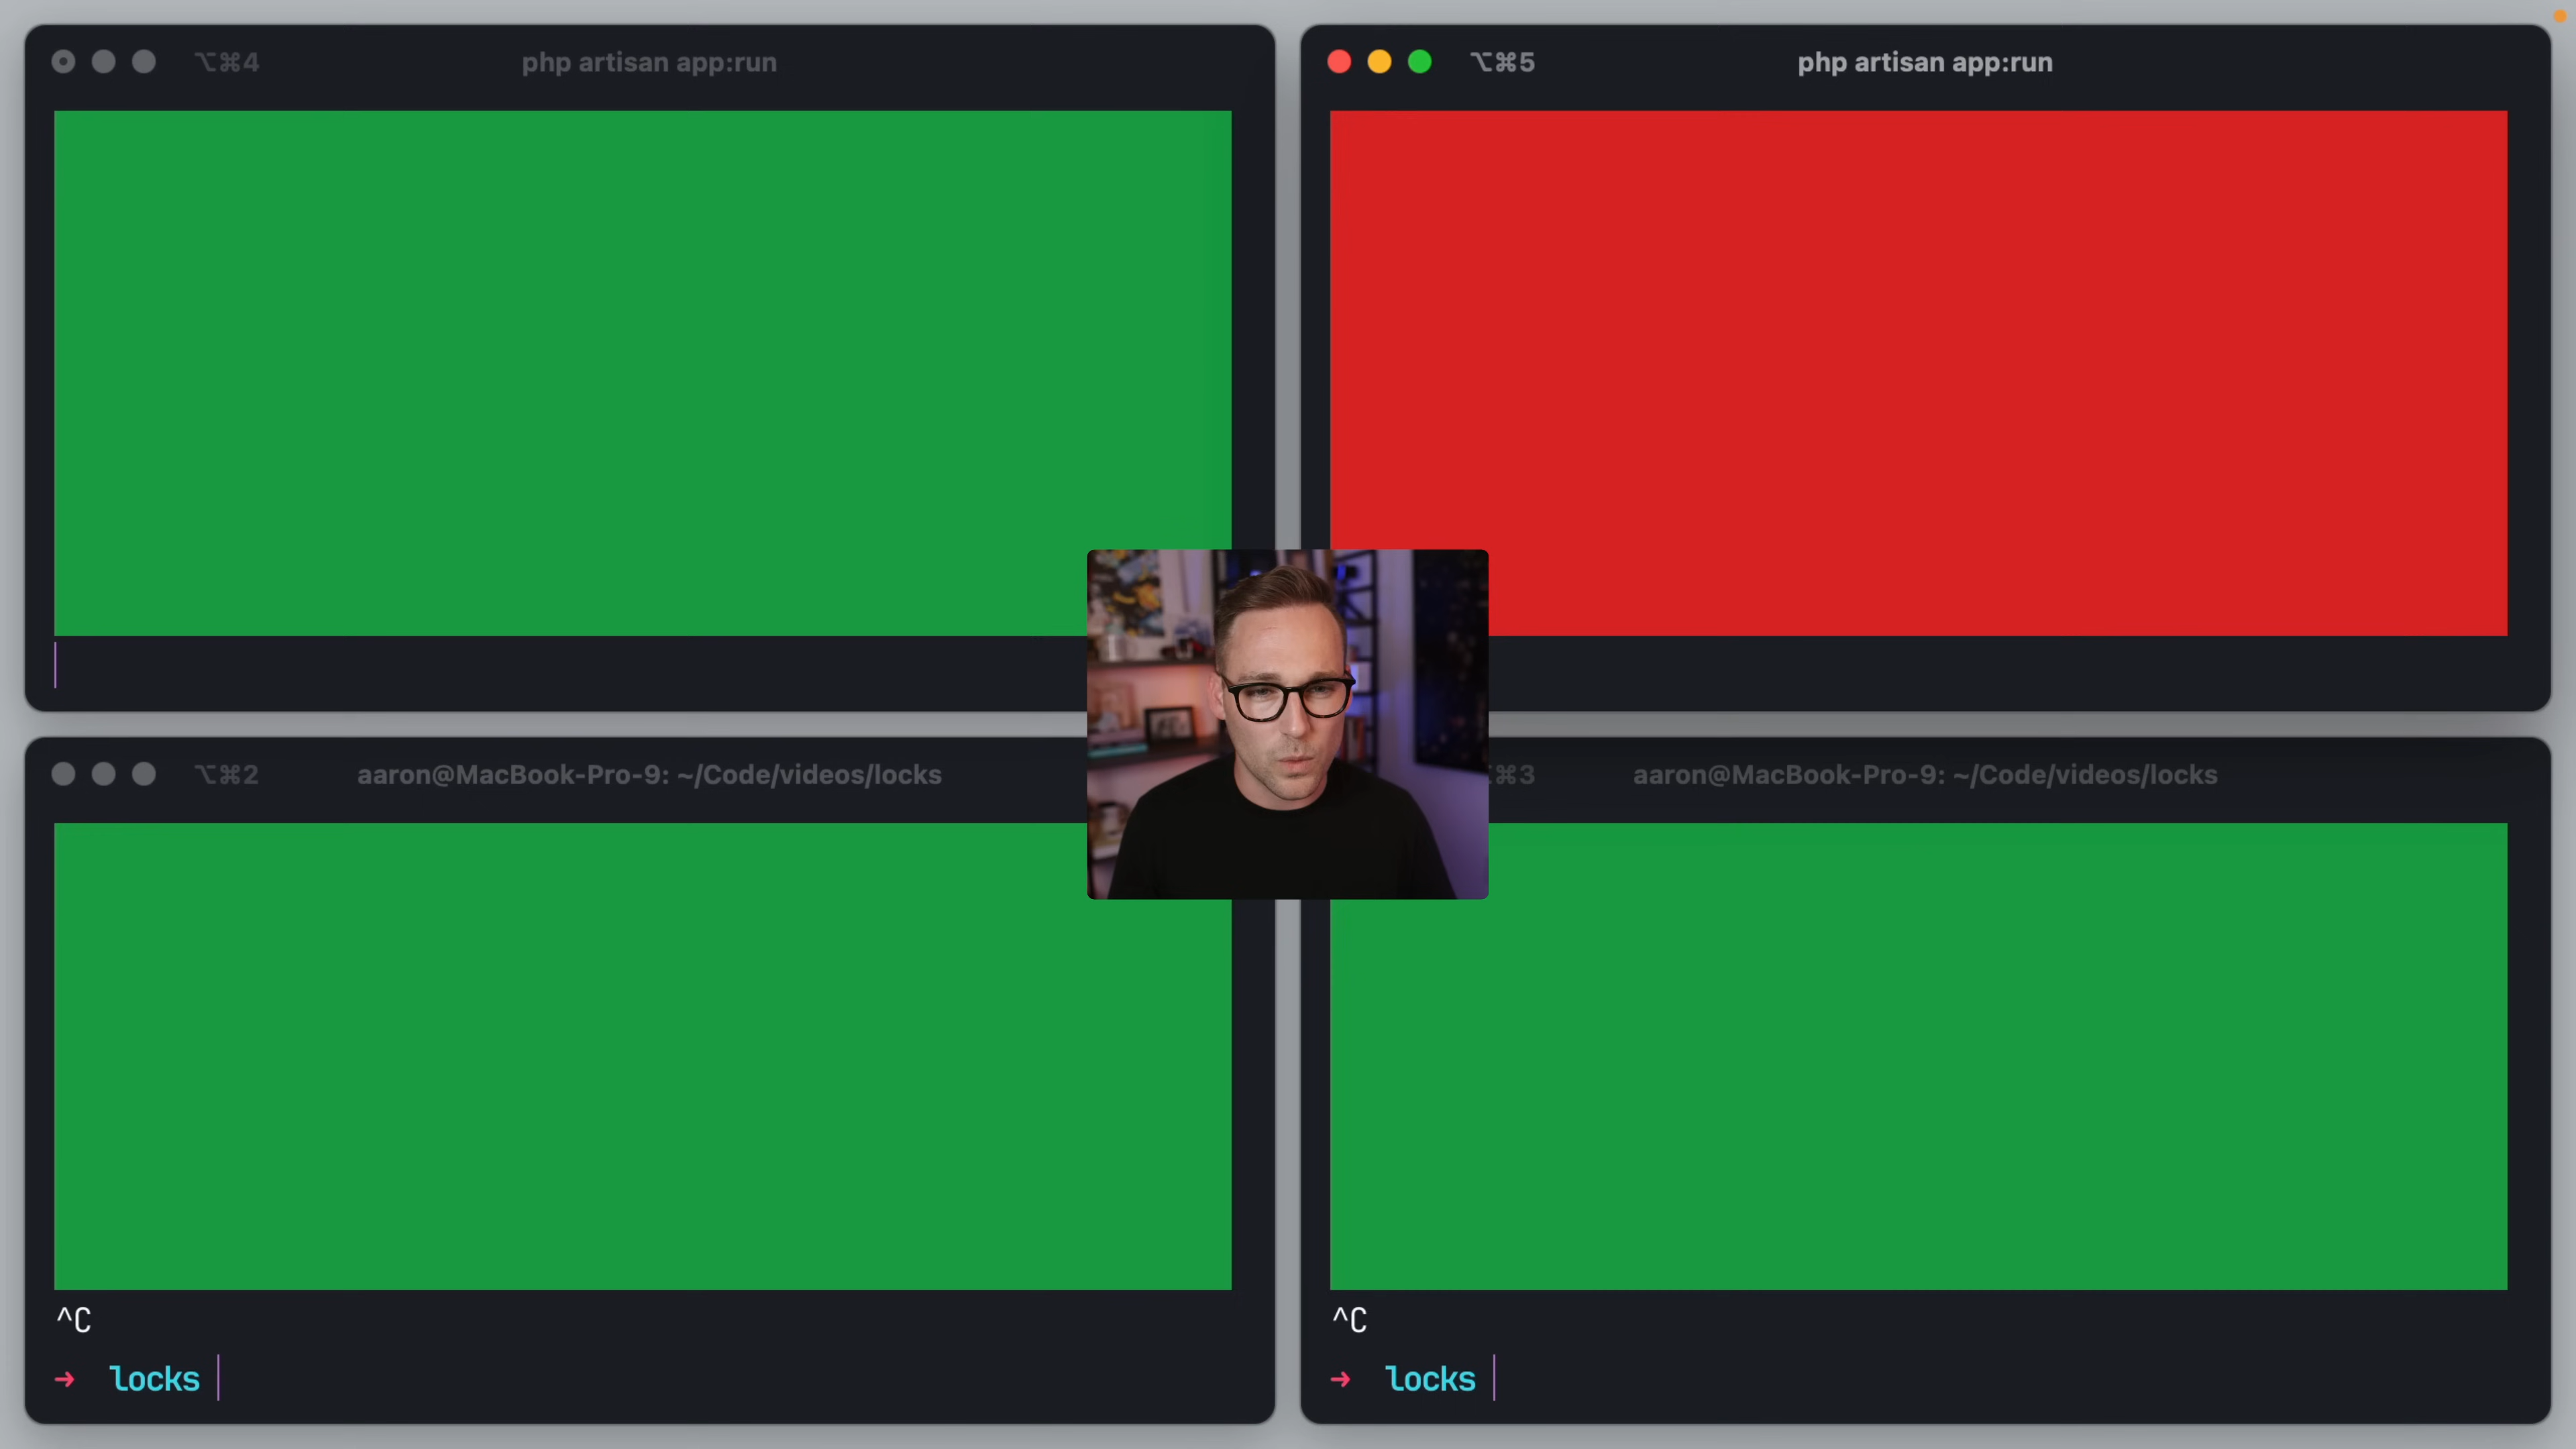 ⌥⌘4 php artisan app:run
⌥⌘5 php artisan app:run
⌥⌘2 aaron@MacBook-Pro-9: ~/Code/videos/locks
⌘3 aaron@MacBook-Pro-9: ~/Code/videos/locks
^C
➜ locks
^C
➜ locks